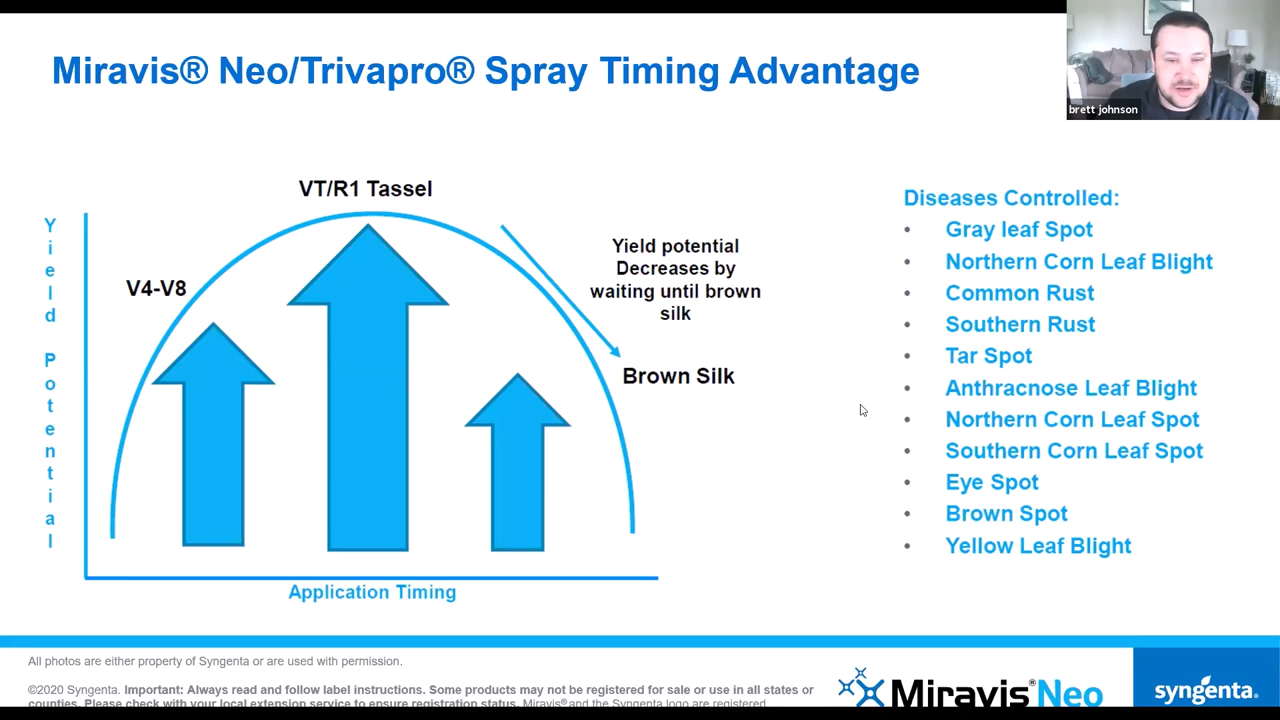 Miravis® Neo/Trivapro® Spray Timing Advantage
brett johnson
VT/R1 Tassel
V4-V8
Yield potential
Decreases by
waiting until brown
silk
Brown Silk
Yield Potential
Application Timing
Diseases Controlled:
• Gray leaf Spot
• Northern Corn Leaf Blight
• Common Rust
• Southern Rust
• Tar Spot
• Anthracnose Leaf Blight
• Northern Corn Leaf Spot
• Southern Corn Leaf Spot
• Eye Spot
• Brown Spot
• Yellow Leaf Blight
All photos are either property of Syngenta or are used with permission.
©2020 Syngenta. Important: Always read and follow label instructions. Some products may not be registered for sale or use in all states or
counties. Please check with your local extension service to ensure registration status. Miravis® and the Syngenta logo are registered
Miravis® Neo
syngenta.